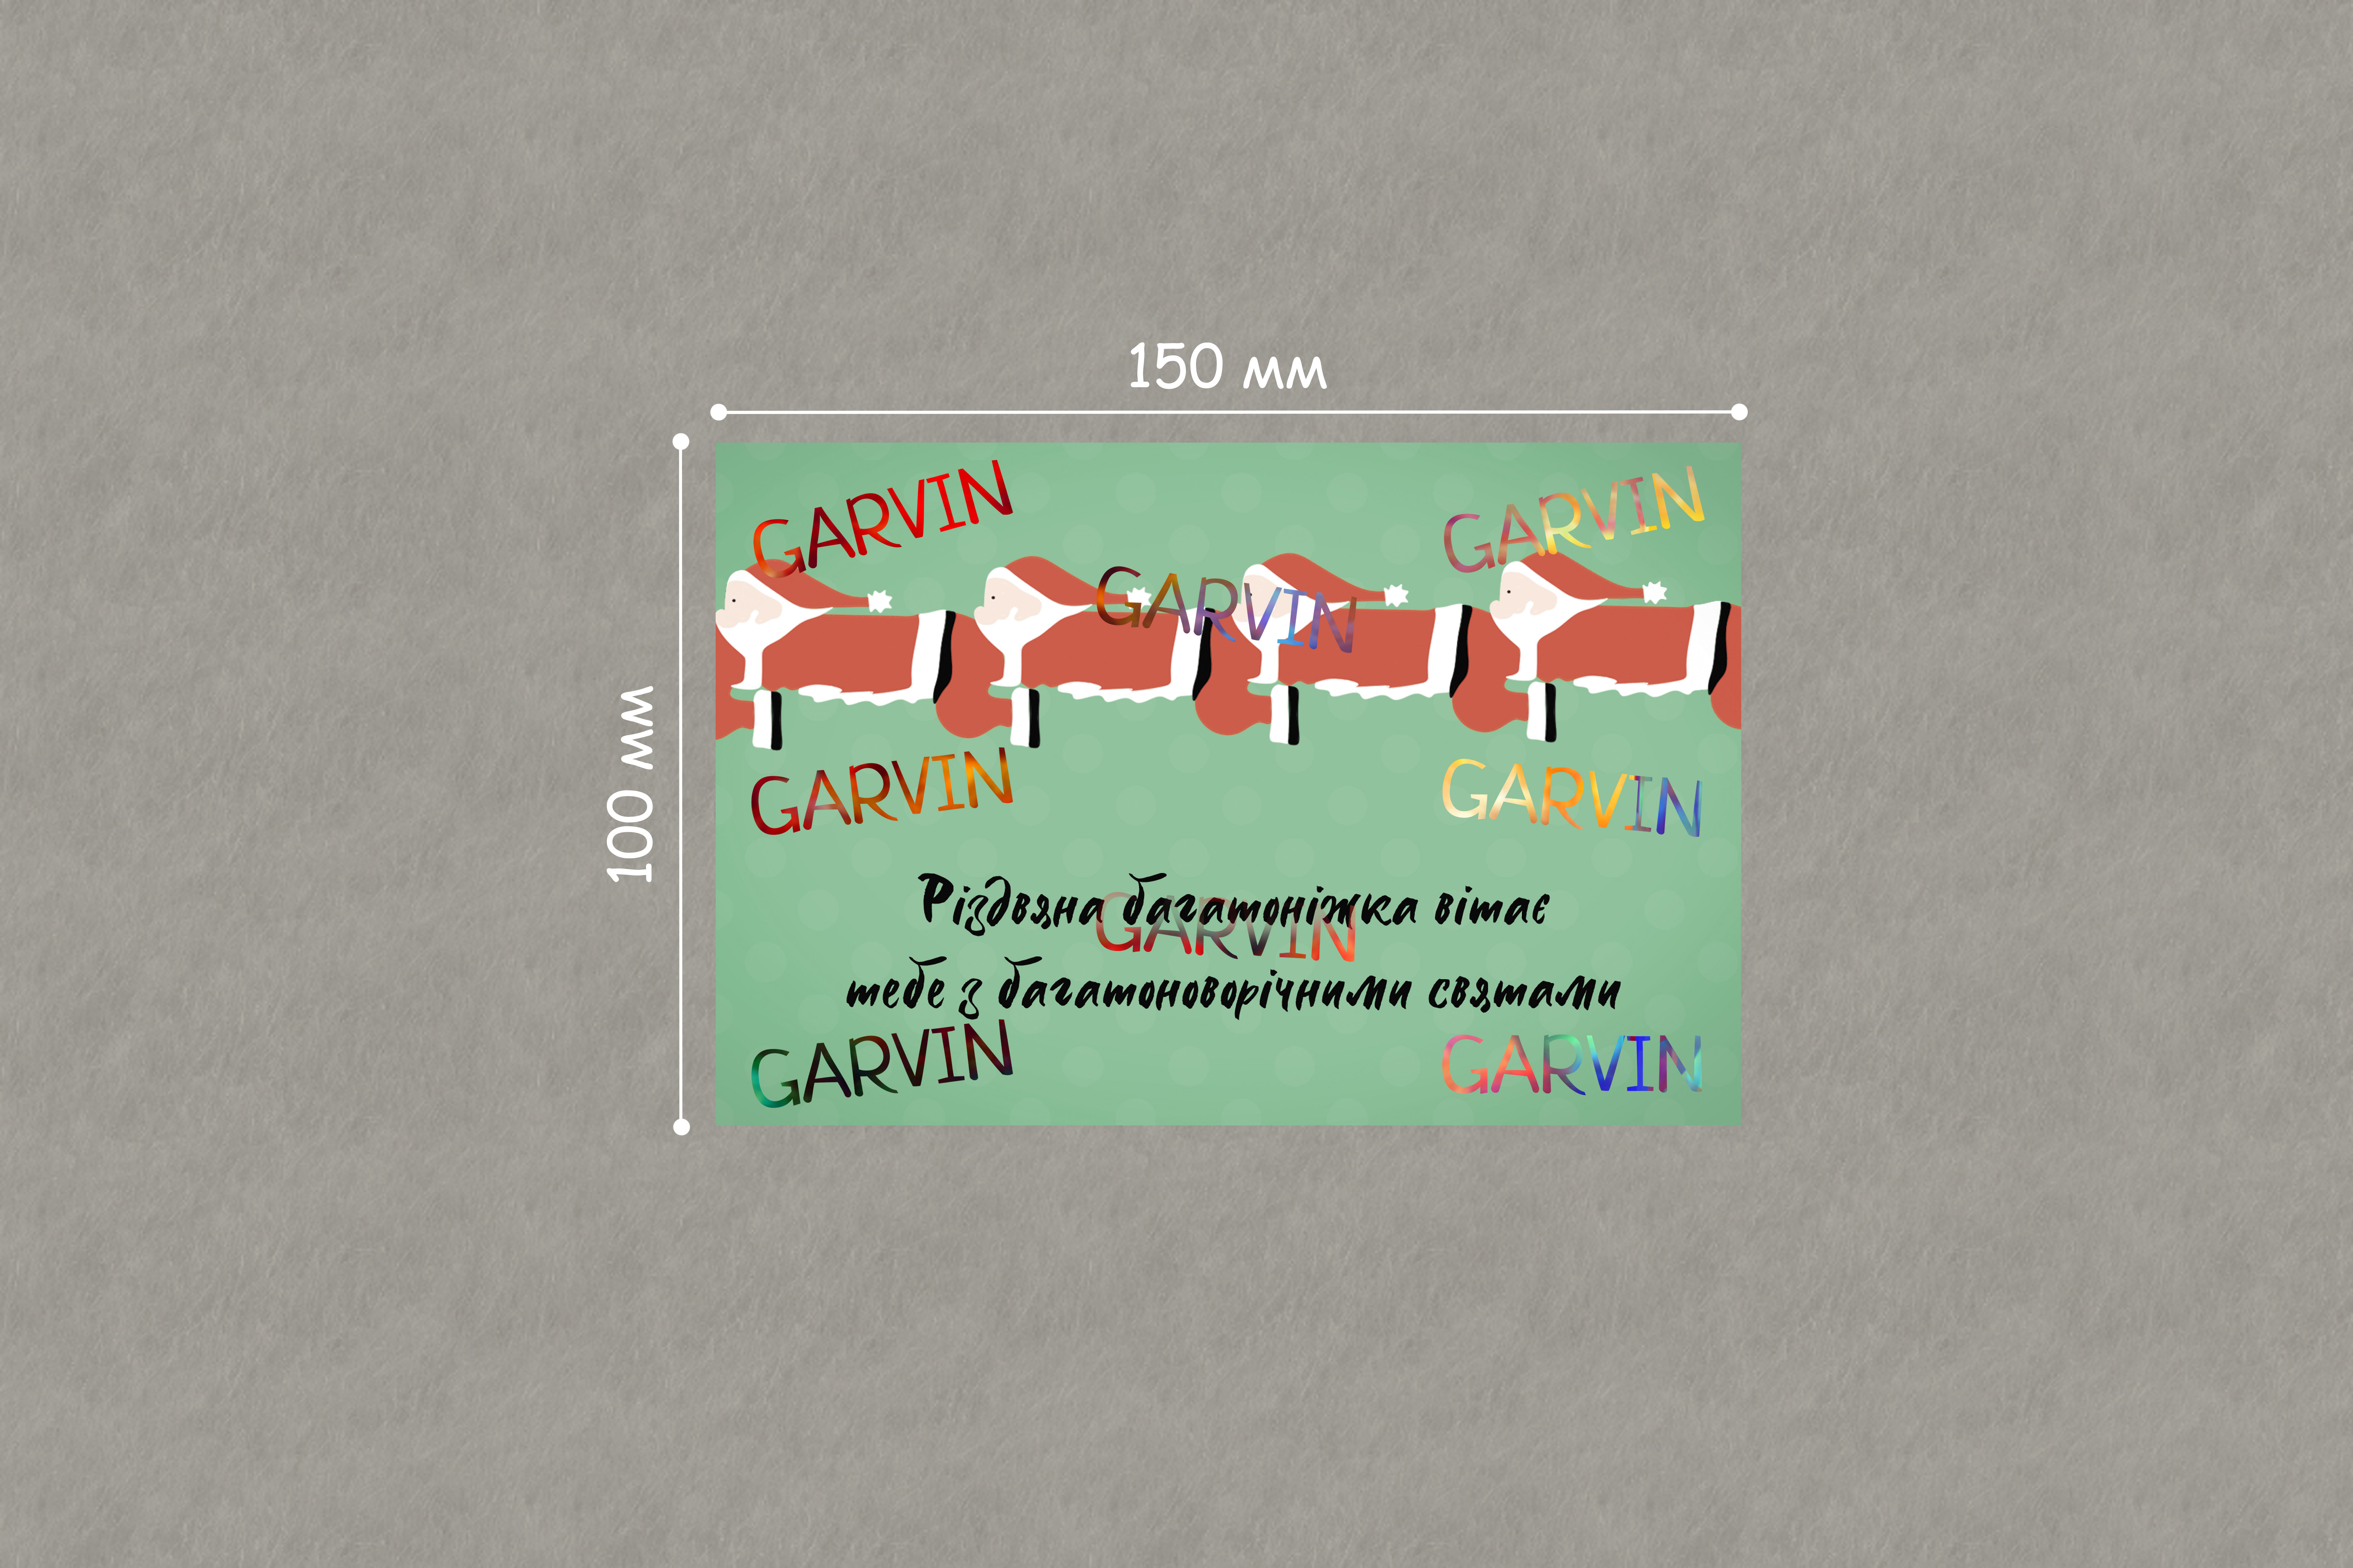 150 мм
100 мм
GARVIN
GARVIN
GARVIN
GARVIN
GARVIN
Різдвяна багатоніжка вітає
GARVIN
тебе з багатоноворічними святами
GARVIN
GARVIN